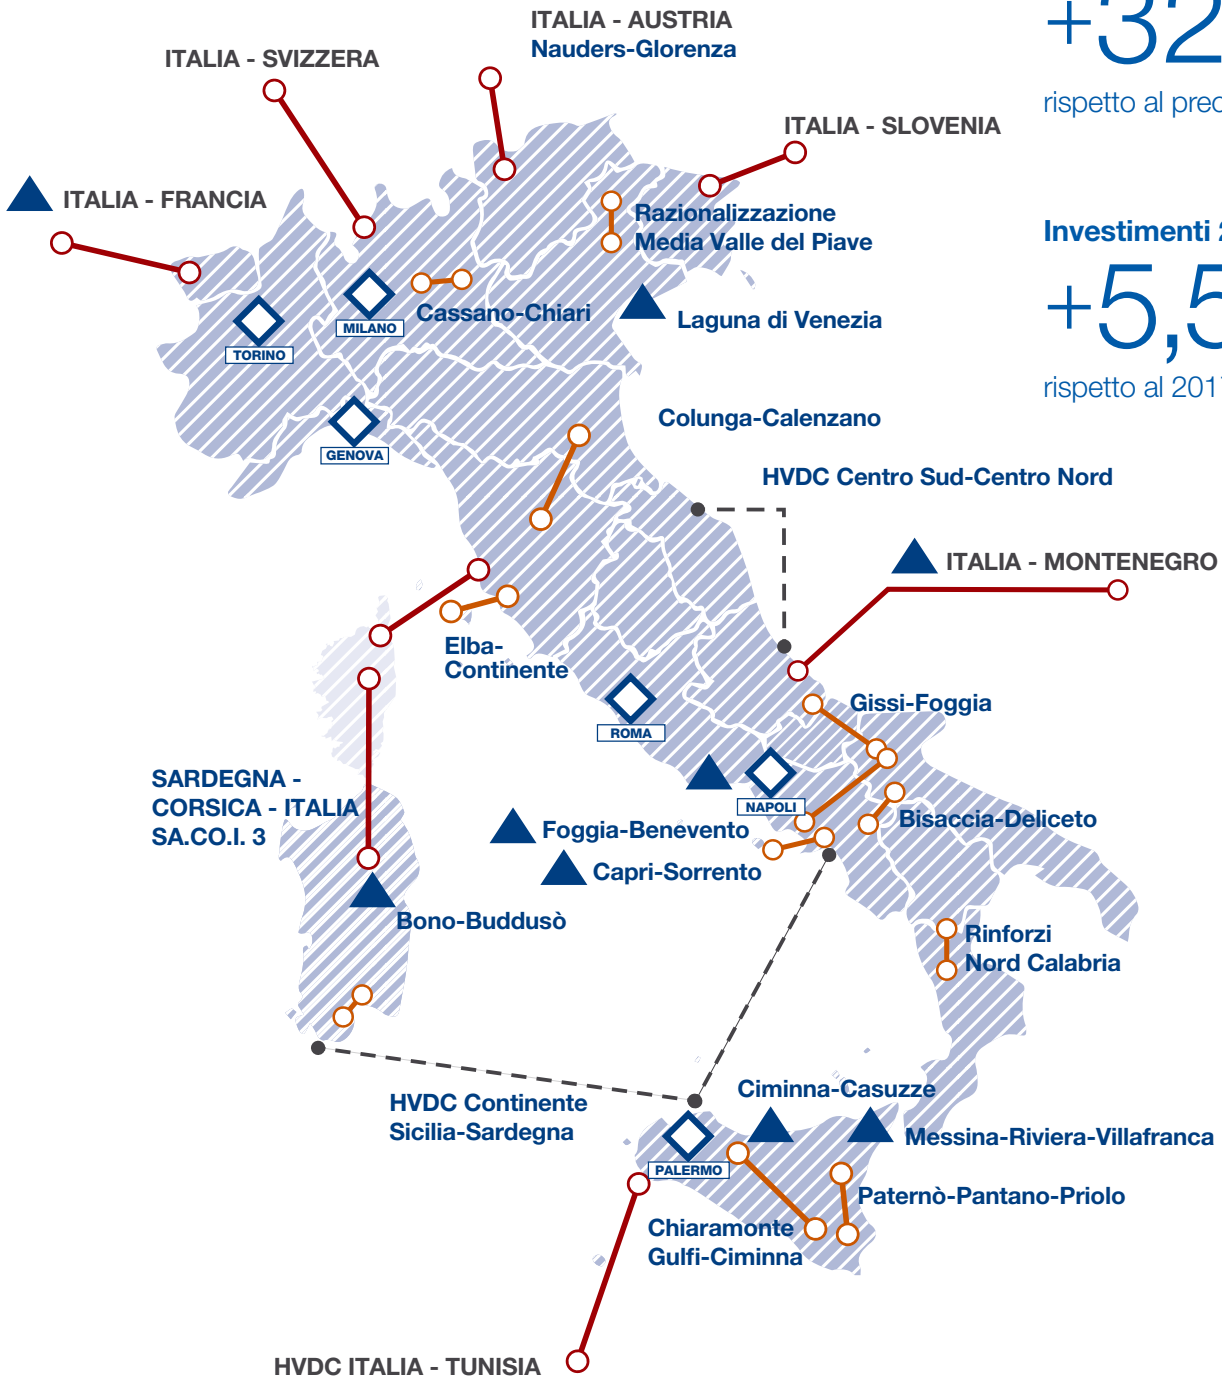 ITALIA - AUSTRIA
Nauders-Glorenza
ITALIA - SVIZZERA
ITALIA - SLOVENIA
ITALIA - FRANCIA
Razionalizzazione
Media Valle del Piave
Cassano-Chiari
Laguna di Venezia
MILANO
TORINO
GENOVA
Colunga-Calenzano
HVDC Centro Sud-Centro Nord
ITALIA - MONTENEGRO
Elba-
Continente
Gissi-Foggia
ROMA
SARDEGNA -
CORSICA - ITALIA
SA.CO.I. 3
NAPOLI
Foggia-Benevento
Bisaccia-Deliceto
Capri-Sorrento
Bono-Buddusò
Rinforzi
Nord Calabria
HVDC Continente
Sicilia-Sardegna
Ciminna-Casuzze
Messina-Riviera-Villafranca
PALERMO
Paternò-Pantano-Priolo
Chiaramonte
Gulfi-Ciminna
HVDC ITALIA - TUNISIA
+32
rispetto al prec
Investimenti 2
+5,5
rispetto al 201